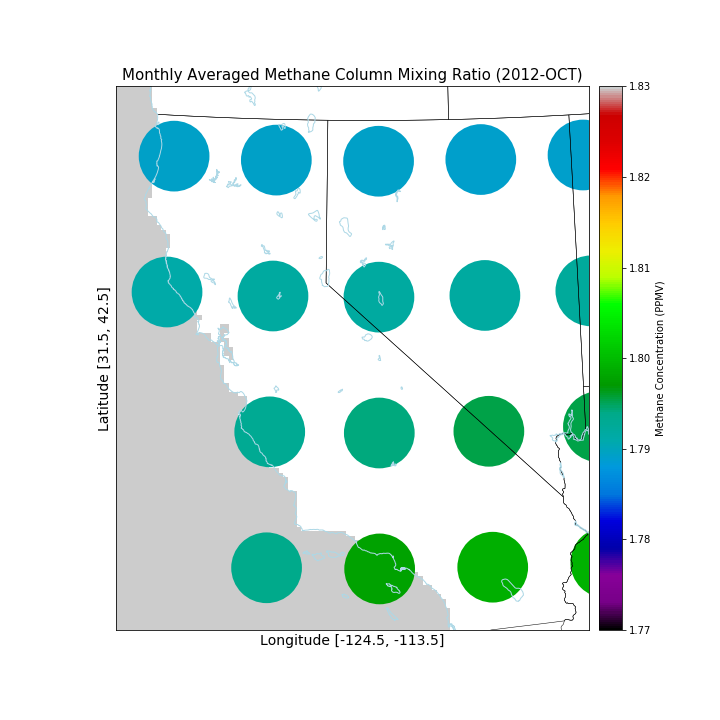 Monthly Averaged Methane Column Mixing Ratio (2012-OCT)
Latitude [31.5, 42.5]
Longitude [-124.5, -113.5]
1.83
1.82
1.81
1.80
1.79
1.78
1.77
Methane Concentration (PPMV)